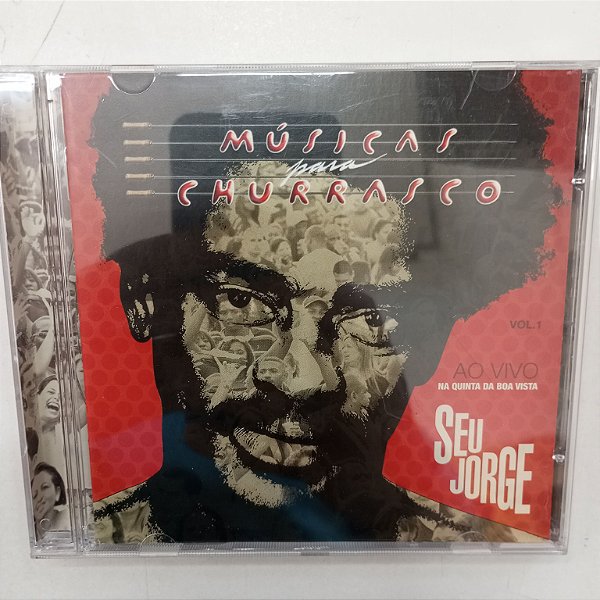 MÚSICAS
para
CHURRASCO
VOL.1
AO VIVO
NA QUINTA DA BOA VISTA
SEU
JORGE